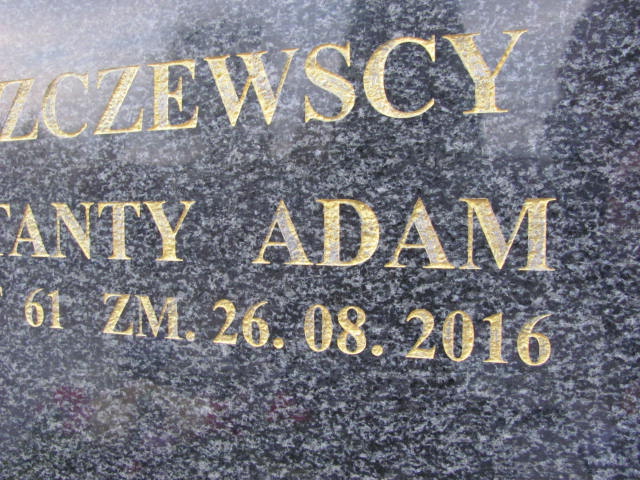 ZCZEWSCY
TANTY ADAM
T 61 ZM. 26. 08. 2016